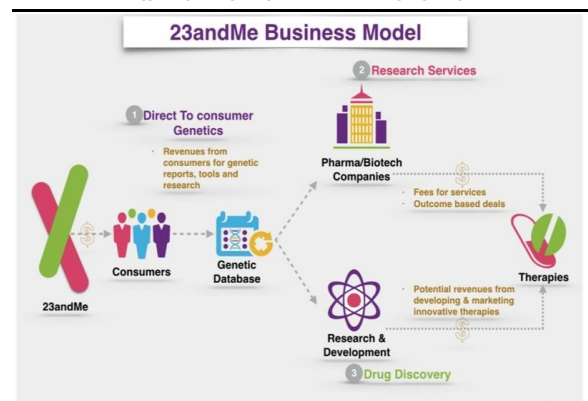 23andMe Business Model
2 Research Services
1 Direct To consumer
Genetics
• Revenues from
consumers for genetic
reports, tools and
research
Pharma/Biotech
Companies
$
• Fees for services
• Outcome based deals
$
Consumers
Genetic
Database
Therapies
23andMe
• Potential revenues from
developing & marketing
innovative therapies
$
Research &
Development
3 Drug Discovery